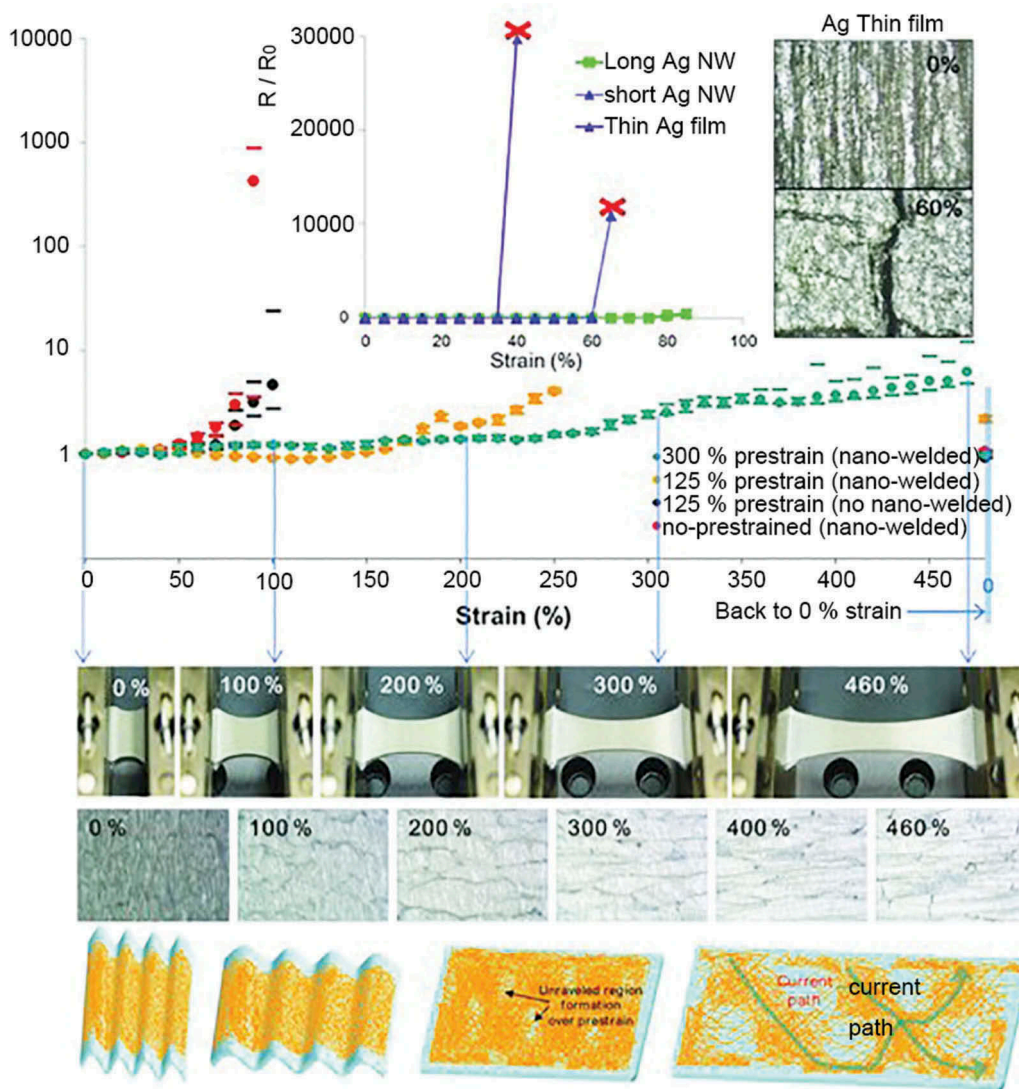 10000
1000
100
10
1
R / R0
30000
20000
10000
0
0 20 40 60 80 100
Strain (%)
Long Ag NW
short Ag NW
Thin Ag film
Ag Thin film
0%
60%
300 % prestrain (nano-welded)
125 % prestrain (nano-welded)
125 % prestrain (no nano-welded)
no-prestrained (nano-welded)
0 50 100 150 200 250 300 350 400 450 0
Strain (%)
Back to 0 % strain
0 % 100 % 200 % 300 % 460 %
0 % 100 % 200 % 300 % 400 % 460 %
Unraveled region
formation
over prestrain
Current
path
current
path